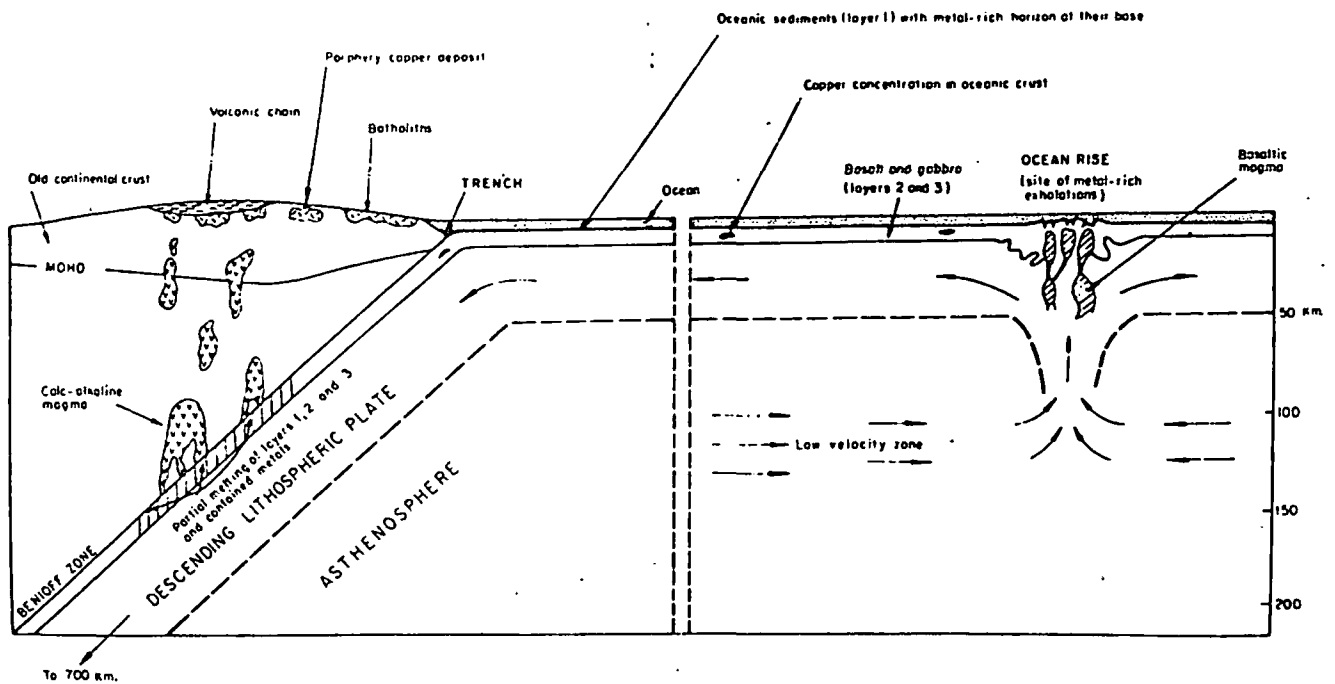 Oceanic sediments (layer 1) with metal-rich horizon at their base
Porphery copper deposit
Copper concentration in oceanic crust
Volcanic chain
Batholiths
Old continental crust
TRENCH
Ocean
Basalt and gabbro
(layers 2 and 3)
OCEAN RISE
(site of metal-rich
exhalations)
Basaltic
magma
MOHO
50 Km.
Calc-alkaline
magma
100
Low velocity zone
Partial melting of layers 1, 2 and 3
and contained metals
DESCENDING LITHOSPHERIC PLATE
ASTHENOSPHERE
150
BENIOFF ZONE
200
To 700 Km.